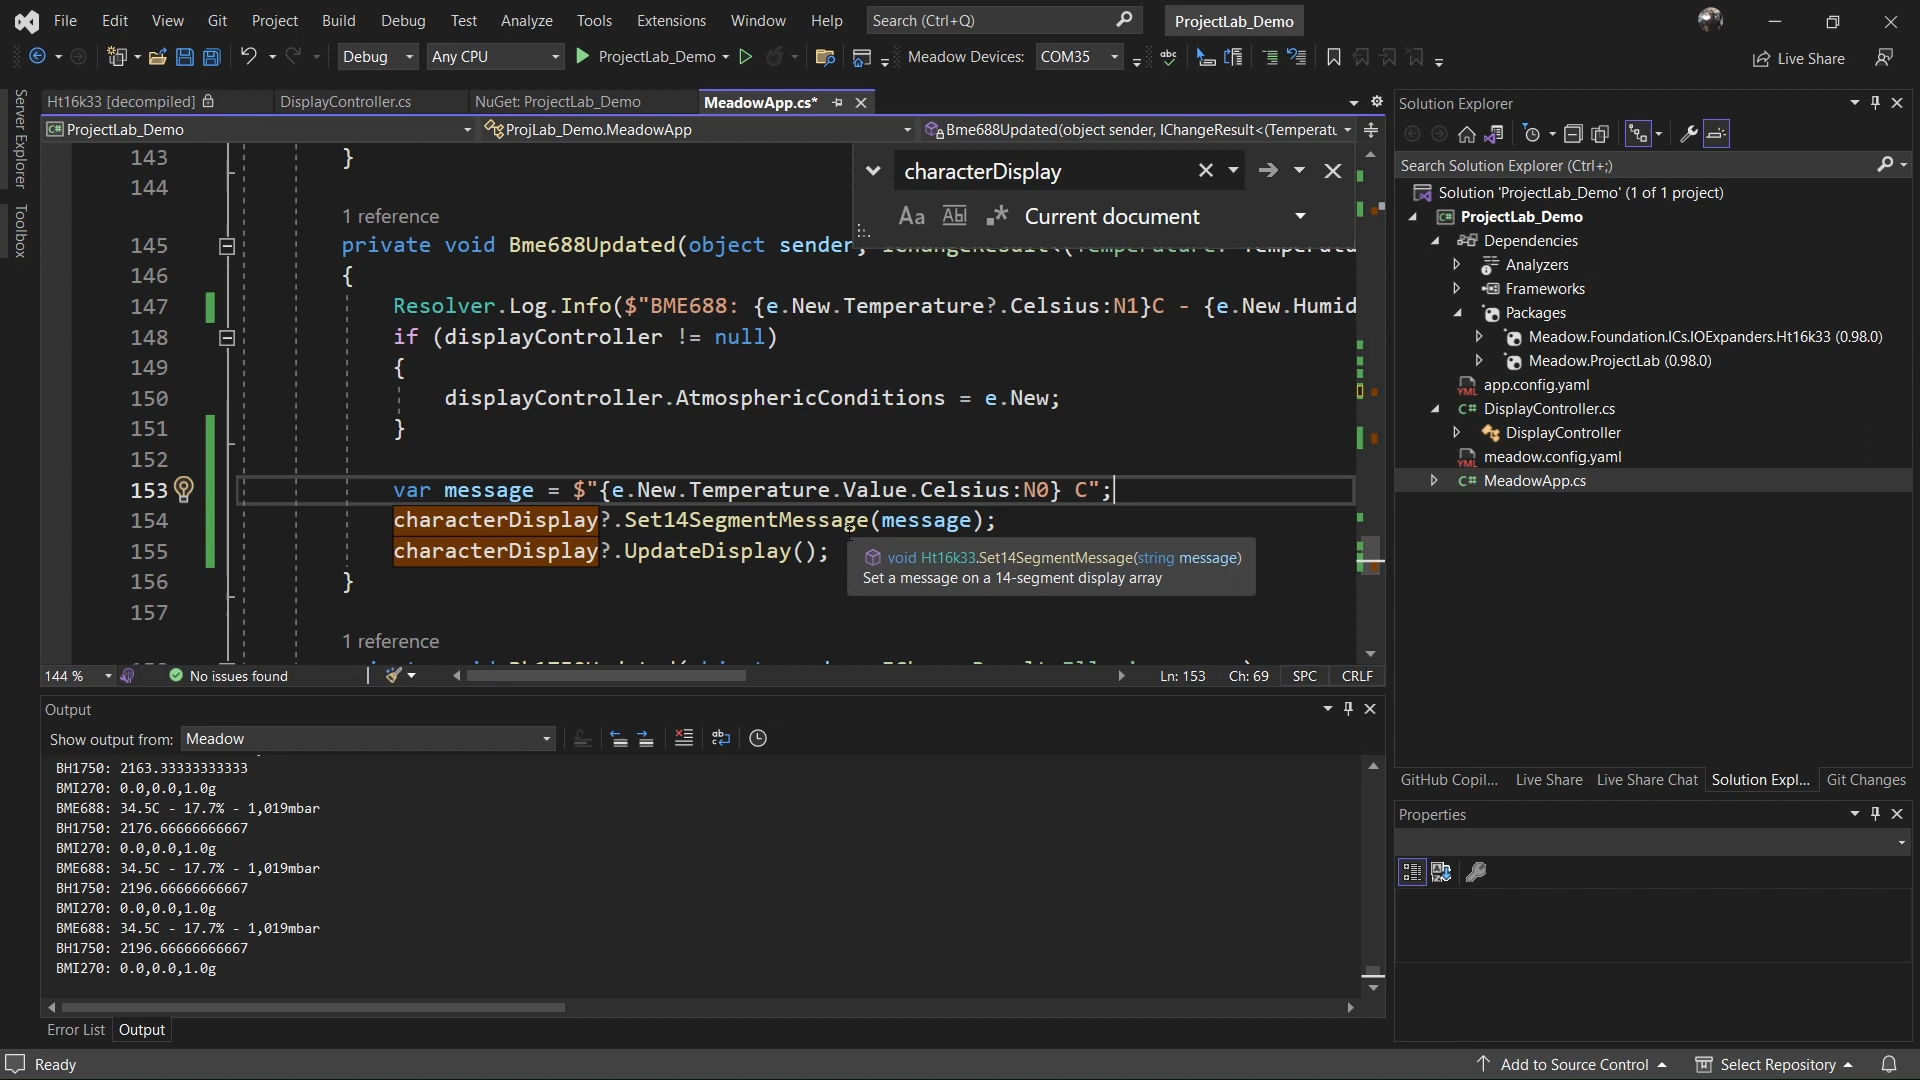 File Edit View Git Project Build Debug Test Analyze Tools Extensions Window Help Search (Ctrl+Q) ProjectLab_Demo
Debug Any CPU ProjectLab_Demo Meadow Devices: COM35 Live Share
Server Explorer
Toolbox
Ht16k33 [decompiled] DisplayController.cs NuGet: ProjectLab_Demo MeadowApp.cs*
ProjectLab_Demo ProjLab_Demo.MeadowApp Bme688Updated(object sender, IChangeResult<(Temperatu
characterDisplay
Aa Abl Current document
143 }
144
1 reference
145 private void Bme688Updated(object sender,
146 {
147 Resolver.Log.Info($"BME688: {e.New.Temperature?.Celsius:N1}C - {e.New.Humid
148 if (displayController != null)
149 {
150 displayController.AtmosphericConditions = e.New;
151 }
152
153 var message = $"{e.New.Temperature.Value.Celsius:N0} C";
154 characterDisplay?.Set14SegmentMessage(message);
155 characterDisplay?.UpdateDisplay();
void Ht16k33.Set14SegmentMessage(string message)
Set a message on a 14-segment display array
156 }
157
1 reference
144 % No issues found Ln: 153 Ch: 69 SPC CRLF
Output
Show output from: Meadow
BH1750: 2163.33333333333
BMI270: 0.0,0.0,1.0g
BME688: 34.5C - 17.7% - 1,019mbar
BH1750: 2176.66666666667
BMI270: 0.0,0.0,1.0g
BME688: 34.5C - 17.7% - 1,019mbar
BH1750: 2196.66666666667
BMI270: 0.0,0.0,1.0g
BME688: 34.5C - 17.7% - 1,019mbar
BH1750: 2196.66666666667
BMI270: 0.0,0.0,1.0g
Error List Output
Solution Explorer
Search Solution Explorer (Ctrl+;)
Solution 'ProjectLab_Demo' (1 of 1 project)
C# ProjectLab_Demo
Dependencies
Analyzers
Frameworks
Packages
Meadow.Foundation.ICs.IOExpanders.Ht16k33 (0.98.0)
Meadow.ProjectLab (0.98.0)
YML app.config.yaml
C# DisplayController.cs
DisplayController
YML meadow.config.yaml
C# MeadowApp.cs
GitHub Copil... Live Share Live Share Chat Solution Expl... Git Changes
Properties
Ready Add to Source Control Select Repository